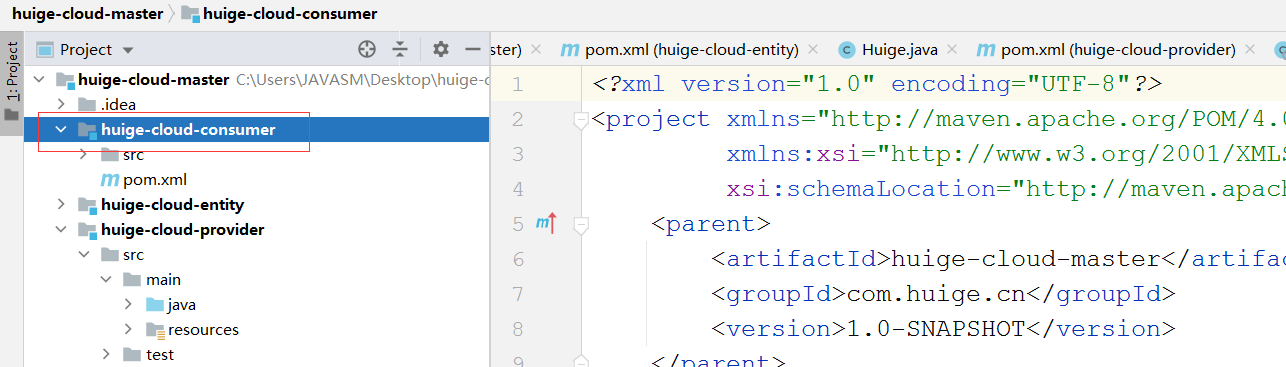 huige-cloud-master huige-cloud-consumer
1: Project
Project
ster) pom.xml (huige-cloud-entity) Huige.java pom.xml (huige-cloud-provider)
huige-cloud-master C:\Users\JAVASM\Desktop\huige-c
.idea
huige-cloud-consumer
src
pom.xml
huige-cloud-entity
huige-cloud-provider
src
main
java
resources
test
1 <?xml version="1.0" encoding="UTF-8"?>
2 <project xmlns="http://maven.apache.org/POM/4.0
3 xmlns:xsi="http://www.w3.org/2001/XMLS
4 xsi:schemaLocation="http://maven.apac
5 <parent>
6 <artifactId>huige-cloud-master</artifac
7 <groupId>com.huige.cn</groupId>
8 <version>1.0-SNAPSHOT</version>
9 </parent>